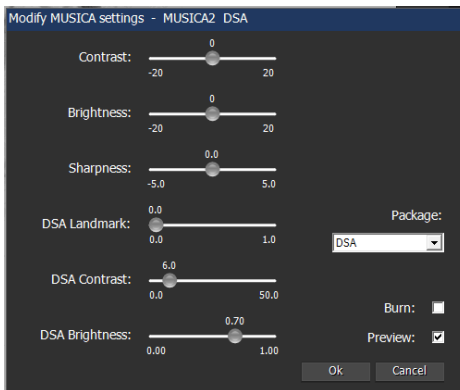 Modify MUSICA settings - MUSICA2 DSA
0
Contrast:
-20 20
0
Brightness:
-20 20
0.0
Sharpness:
-5.0 5.0
0.0
DSA Landmark:
0.0 1.0
Package:
DSA
6.0
DSA Contrast:
0.0 50.0
Burn:
0.70
DSA Brightness:
0.00 1.00
Preview:
Ok Cancel